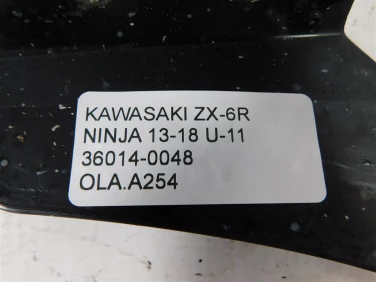 KAWASAKI ZX-6R
NINJA 13-18 U-11
36014-0048
OLA.A254